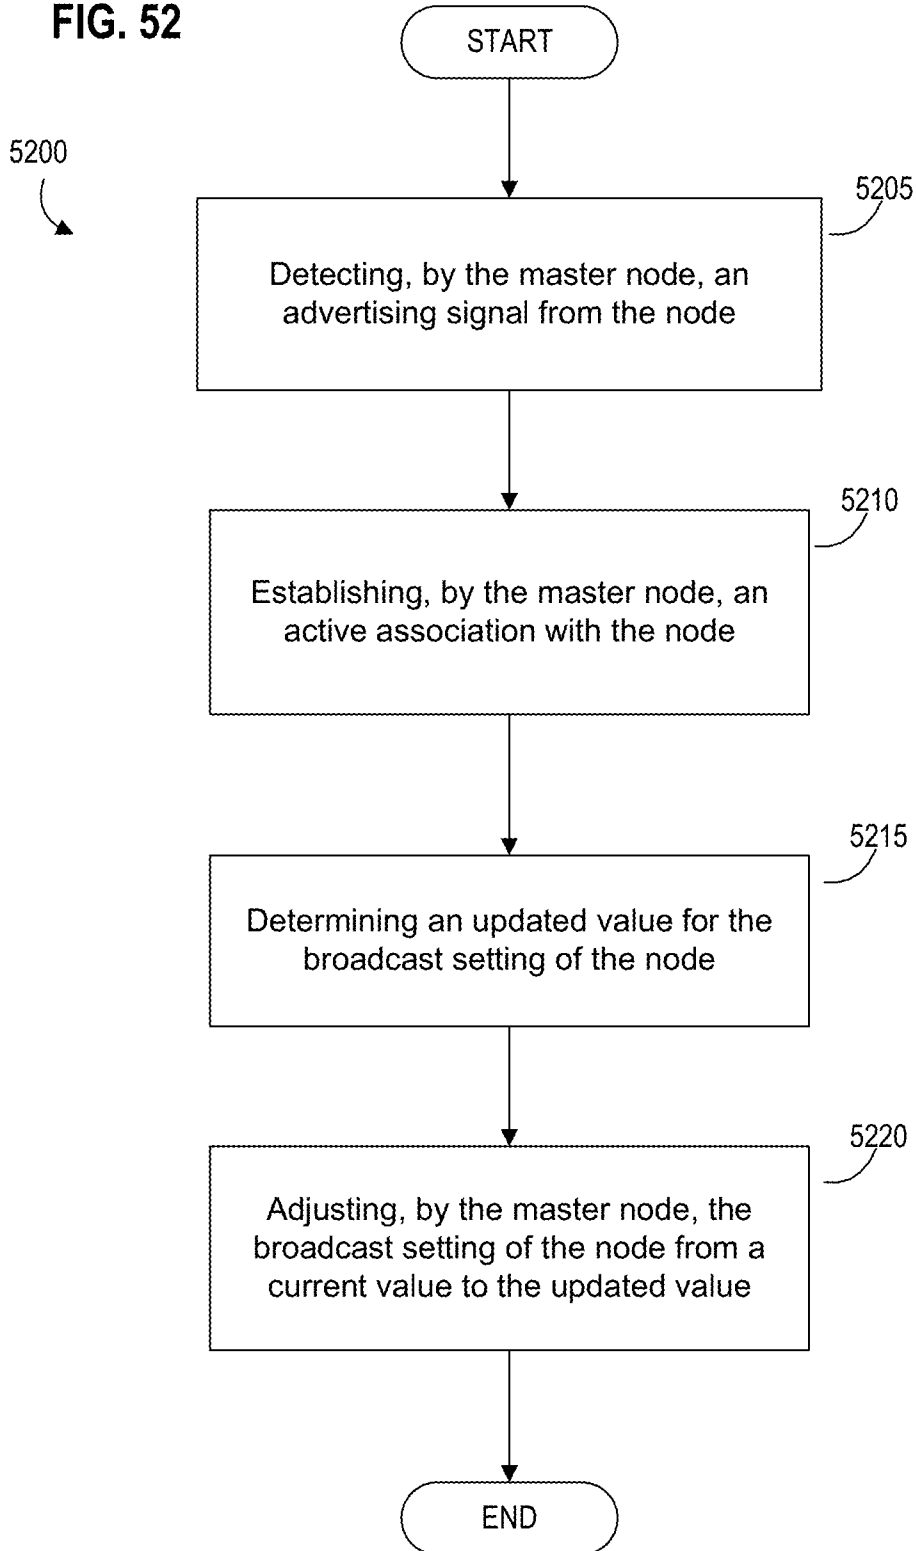 FIG. 52
START
5200
5205
Detecting, by the master node, an
advertising signal from the node
5210
Establishing, by the master node, an
active association with the node
5215
Determining an updated value for the
broadcast setting of the node
5220
Adjusting, by the master node, the
broadcast setting of the node from a
current value to the updated value
END